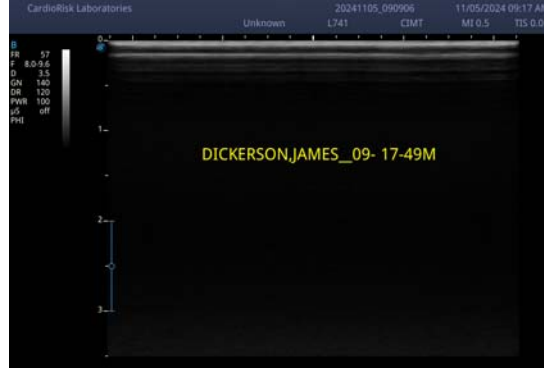 CardioRisk Laboratories 20241105_090906 11/05/2024 09:17 AM
Unknown L741 CIMT MI 0.5 TIS 0.0
B
FR 57
F 8.0-9.6
D 3.5
GN 140
DR 120
PWR 100
μS off
PHI
0
1
DICKERSON,JAMES__09- 17-49M
2
3